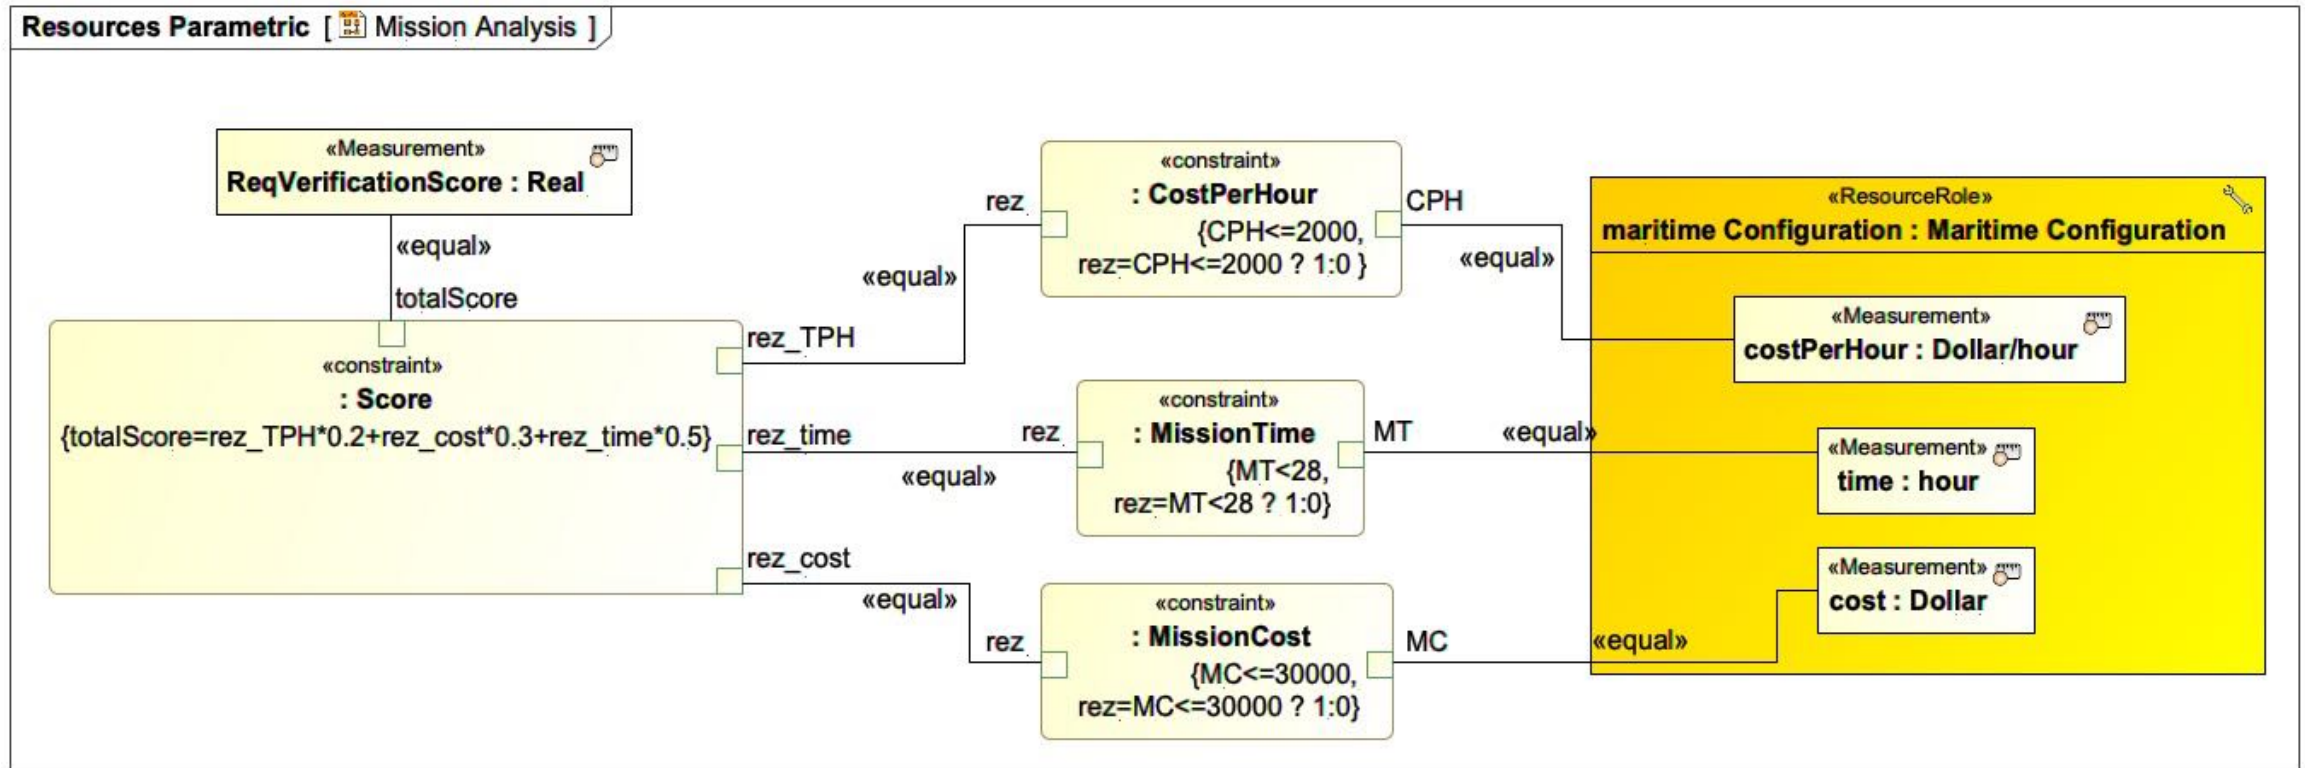 Resources Parametric [ Mission Analysis ]
«Measurement»
ReqVerificationScore : Real
«equal»
totalScore
«constraint»
: Score
{totalScore=rez_TPH*0.2+rez_cost*0.3+rez_time*0.5}
rez_TPH
«equal»
rez
«constraint»
: CostPerHour
{CPH<=2000,
rez=CPH<=2000 ? 1:0 }
CPH
«equal»
rez_time
«equal»
rez
«constraint»
: MissionTime
{MT<28,
rez=MT<28 ? 1:0}
MT
«equal»
rez_cost
«equal»
rez
«constraint»
: MissionCost
{MC<=30000,
rez=MC<=30000 ? 1:0}
MC
«equal»
«ResourceRole»
maritime Configuration : Maritime Configuration
«Measurement»
costPerHour : Dollar/hour
«Measurement»
time : hour
«Measurement»
cost : Dollar